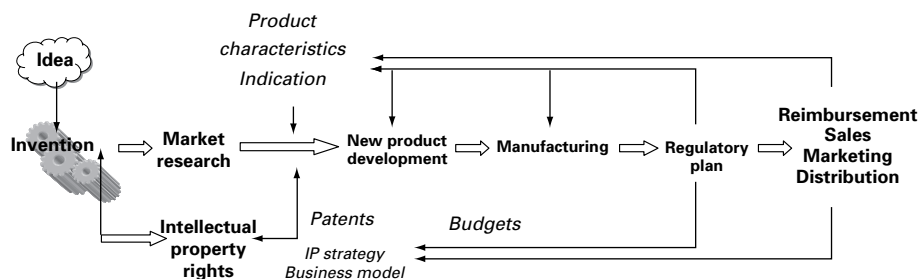 Product
characteristics
Indication
Idea
Invention
Market
research
New product
development
Manufacturing
Regulatory
plan
Reimbursement
Sales
Marketing
Distribution
Intellectual
property
rights
Patents
Budgets
IP strategy
Business model